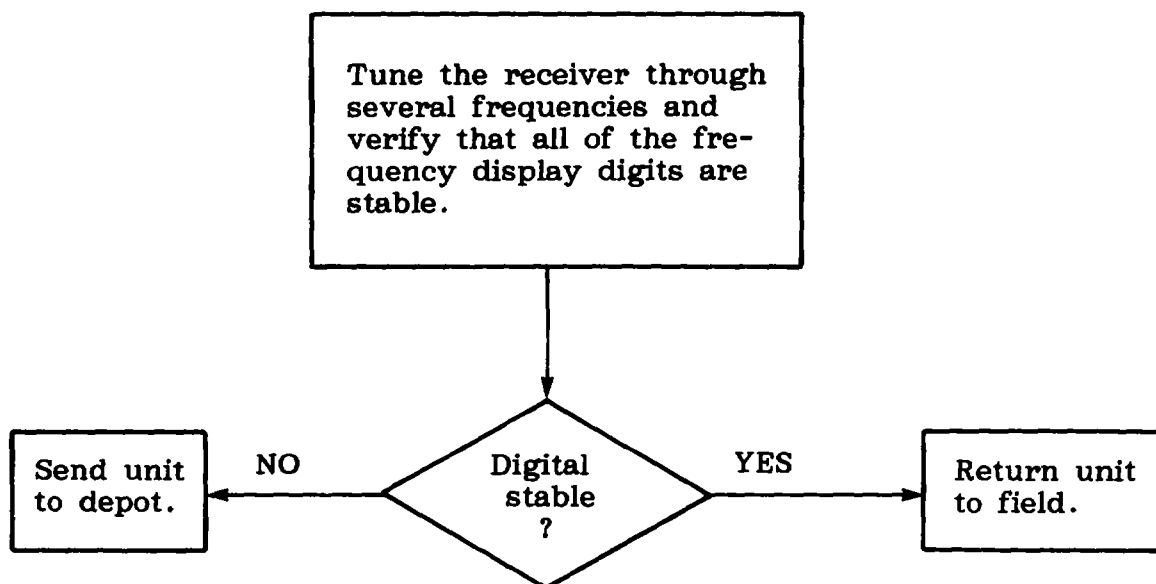 Tune the receiver through
several frequencies and
verify that all of the fre-
quency display digits are
stable.
NO
YES
Send unit
to depot.
Digital
stable
?
Return unit
to field.